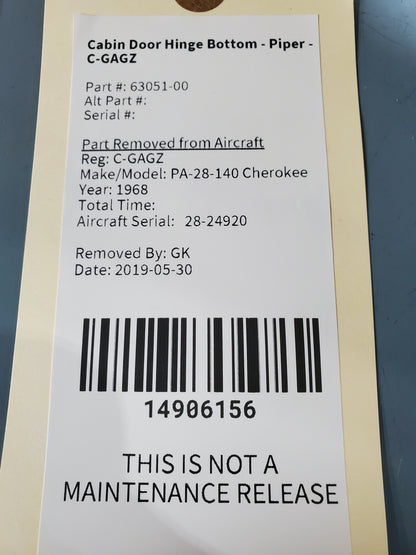 Cabin Door Hinge Bottom - Piper -
C-GAGZ
Part #: 63051-00
Alt Part #:
Serial #:
Part Removed from Aircraft
Reg: C-GAGZ
Make/Model: PA-28-140 Cherokee
Year: 1968
Total Time:
Aircraft Serial: 28-24920
Removed By: GK
Date: 2019-05-30
14906156
THIS IS NOT A
MAINTENANCE RELEASE